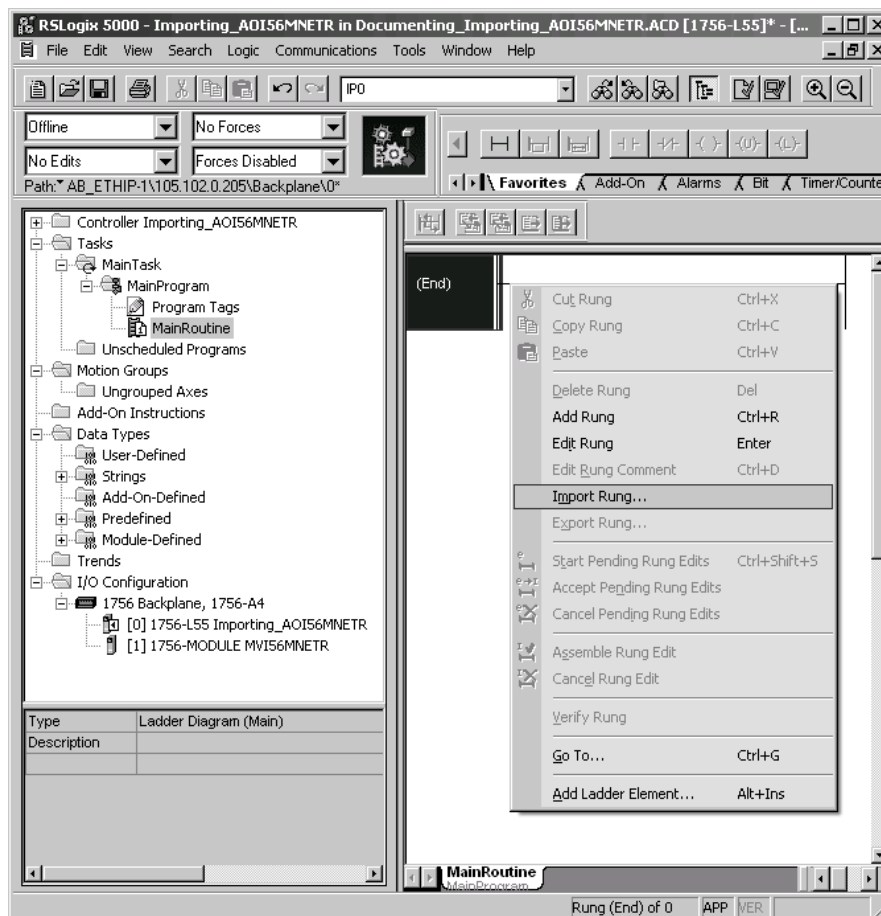 RSLogix 5000 - Importing_AOI56MNETR in Documenting_Importing_AOI56MNETR.ACD [1756-L55]* - [...
File Edit View Search Logic Communications Tools Window Help
IP0
Offline
No Forces
No Edits
Forces Disabled
Path: AB_ETHIP-1\105.102.0.205\Backplane\0*
Favorites Add-On Alarms Bit Timer/Counte
Controller Importing_AOI56MNETR
Tasks
MainTask
MainProgram
Program Tags
MainRoutine
Unscheduled Programs
Motion Groups
Ungrouped Axes
Add-On Instructions
Data Types
User-Defined
Strings
Add-On-Defined
Predefined
Module-Defined
Trends
I/O Configuration
1756 Backplane, 1756-A4
[0] 1756-L55 Importing_AOI56MNETR
[1] 1756-MODULE MVI56MNETR
Type Ladder Diagram (Main)
Description
(End)
Cut Rung Ctrl+X
Copy Rung Ctrl+C
Paste Ctrl+V
Delete Rung Del
Add Rung Ctrl+R
Edit Rung Enter
Edit Rung Comment Ctrl+D
Import Rung...
Export Rung...
Start Pending Rung Edits Ctrl+Shift+S
Accept Pending Rung Edits
Cancel Pending Rung Edits
Assemble Rung Edit
Cancel Rung Edit
Verify Rung
Go To... Ctrl+G
Add Ladder Element... Alt+Ins
MainRoutine
MainProgram
Rung (End) of 0 APP VER